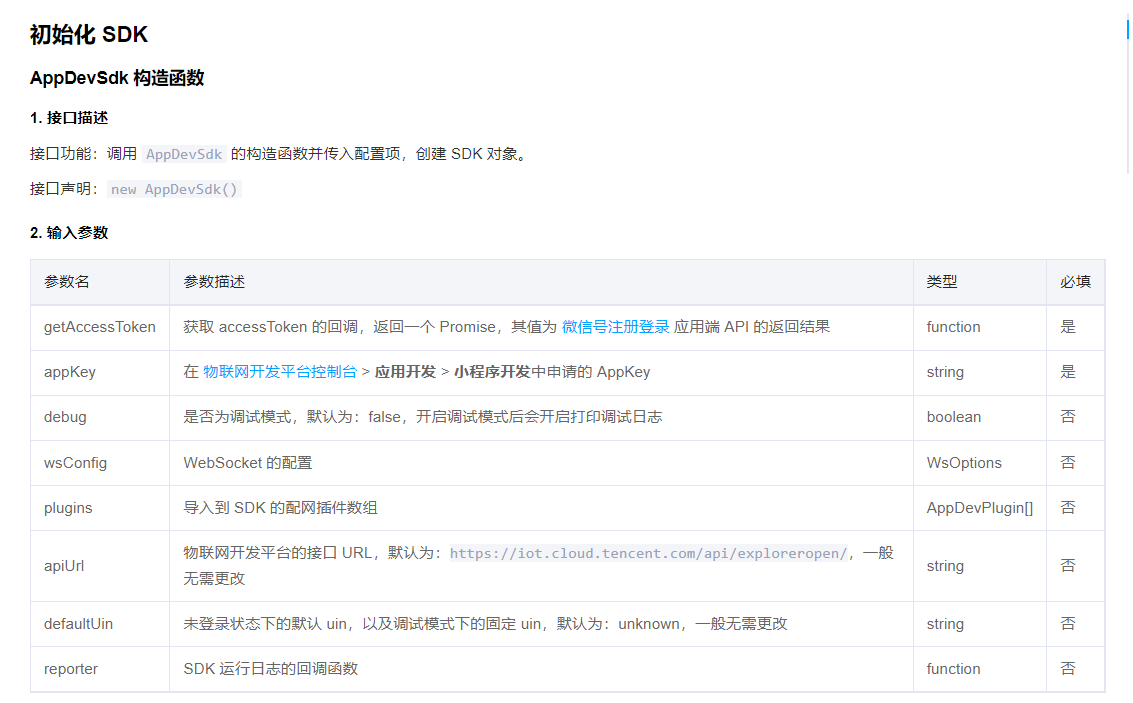 初始化 SDK
AppDevSdk 构造函数
1. 接口描述
接口功能：调用 AppDevSdk 的构造函数并传入配置项，创建 SDK 对象。
接口声明：new AppDevSdk()
2. 输入参数
参数名 参数描述 类型 必填
getAccessToken 获取 accessToken 的回调，返回一个 Promise，其值为 微信号注册登录 应用端 API 的返回结果 function 是
appKey 在 物联网开发平台控制台 > 应用开发 > 小程序开发中申请的 AppKey string 是
debug 是否为调试模式，默认为：false，开启调试模式后会开启打印调试日志 boolean 否
wsConfig WebSocket 的配置 WsOptions 否
plugins 导入到 SDK 的配网插件数组 AppDevPlugin[] 否
apiUrl 物联网开发平台的接口 URL，默认为：https://iot.cloud.tencent.com/api/exploreropen/，一般
无需更改 string 否
defaultUin 未登录状态下的默认 uin，以及调试模式下的固定 uin，默认为：unknown，一般无需更改 string 否
reporter SDK 运行日志的回调函数 function 否